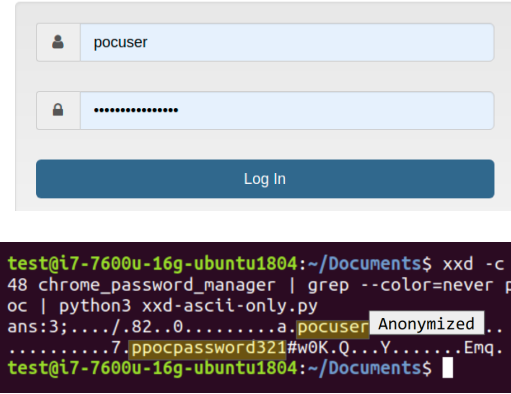 pocuser
••••••••••••••••
Log In
test@i7-7600u-16g-ubuntu1804:~/Documents$ xxd -c
48 chrome_password_manager | grep --color=never p
oc | python3 xxd-ascii-only.py
ans:3;..../.82..0.........a.pocuser Anonymized ..
..........7.ppocpassword321#w0K.Q...Y.......Emq.
test@i7-7600u-16g-ubuntu1804:~/Documents$